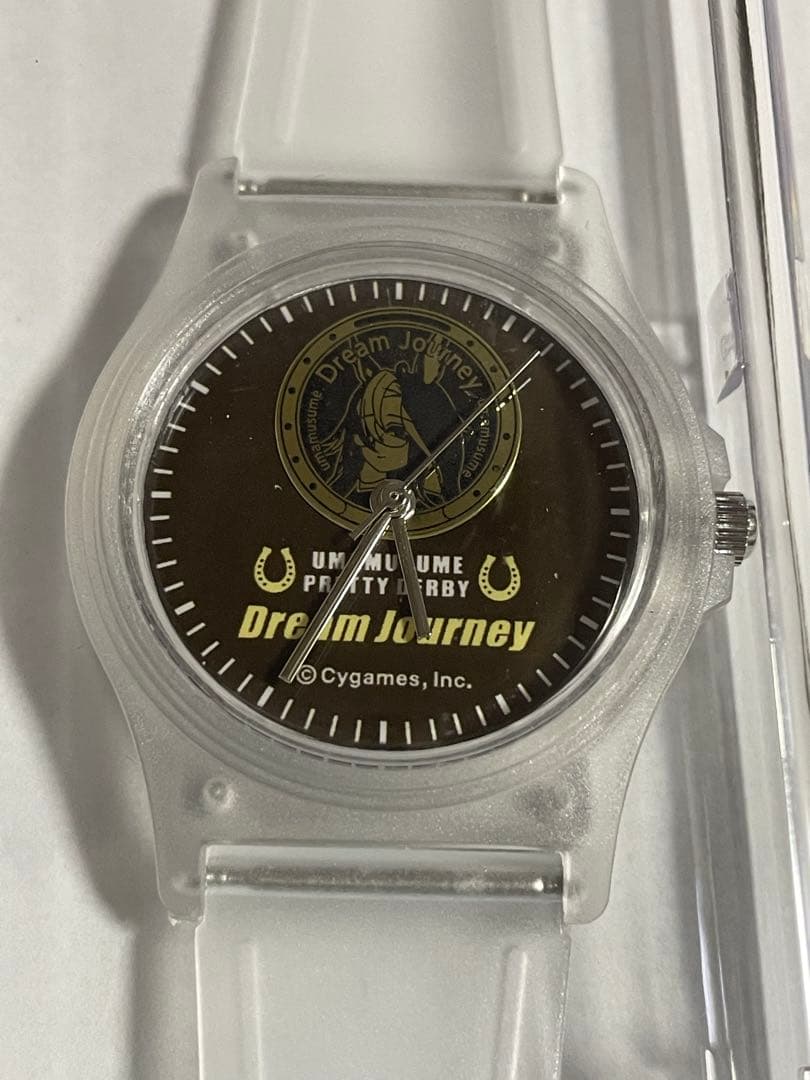 Dream Journey
umamusume
umamusume
UMAMUSUME
PRETTY DERBY
Dream Journey
©Cygames, Inc.